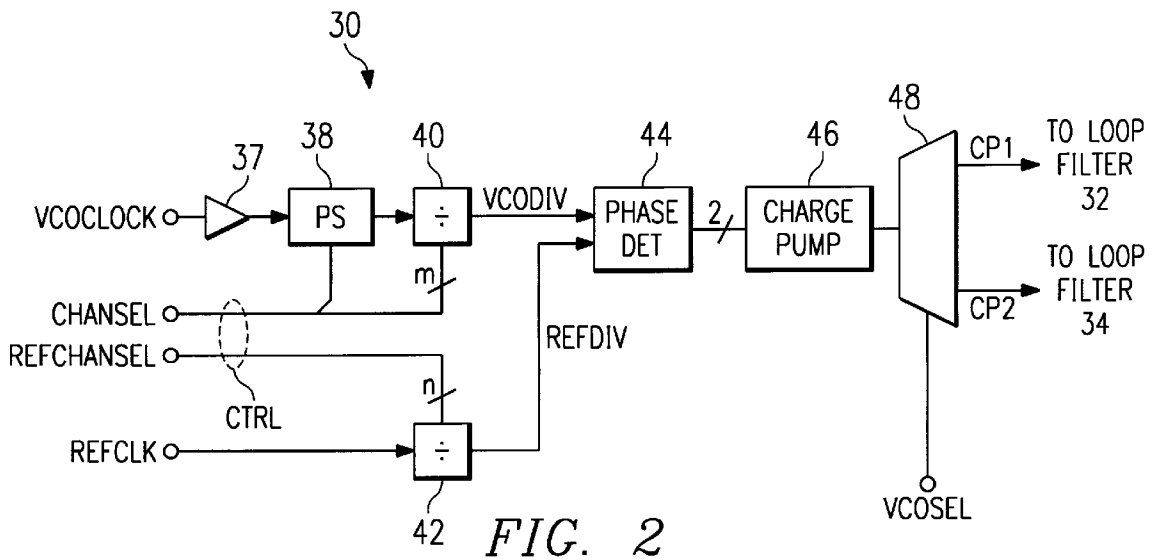 30
37
38
40
44
46
48
VCOCLOCK
PS
÷
VCODIV
PHASE
DET
2
CHARGE
PUMP
CP1
TO LOOP
FILTER
32
CP2
TO LOOP
FILTER
34
m
CHANSEL
REFCHANSEL
CTRL
n
REFDIV
REFCLK
÷
42
VCOSEL
FIG. 2